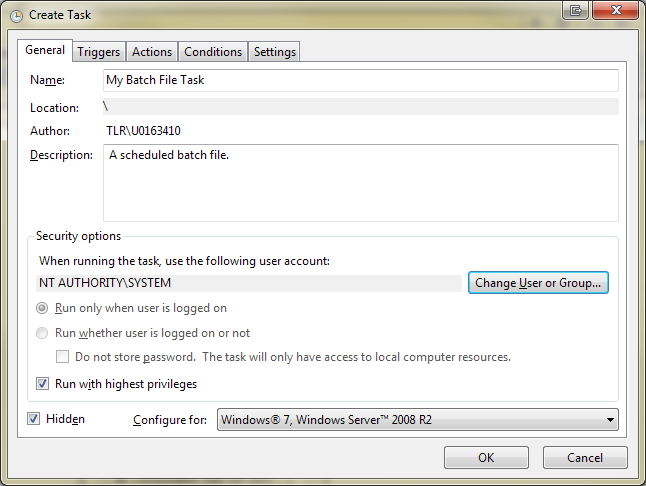 Create Task
General Triggers Actions Conditions Settings
Name: My Batch File Task
Location: \
Author: TLR\U0163410
Description: A scheduled batch file.
Security options
When running the task, use the following user account:
NT AUTHORITY\SYSTEM Change User or Group...
Run only when user is logged on
Run whether user is logged on or not
Do not store password. The task will only have access to local computer resources.
Run with highest privileges
Hidden Configure for: Windows® 7, Windows Server™ 2008 R2
OK Cancel